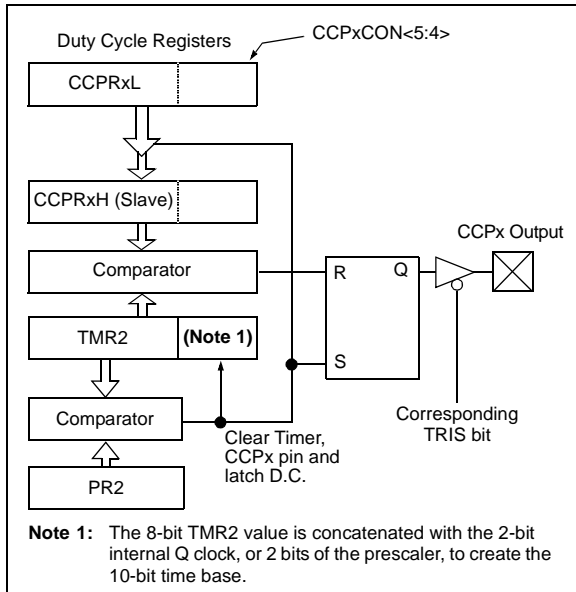 Duty Cycle Registers
CCPxCON<5:4>
CCPRxL
CCPRxH (Slave)
CCPx Output
Comparator
R
Q
TMR2
(Note 1)
S
Comparator
Clear Timer,
CCPx pin and
latch D.C.
Corresponding
TRIS bit
PR2
Note 1: The 8-bit TMR2 value is concatenated with the 2-bit
internal Q clock, or 2 bits of the prescaler, to create the
10-bit time base.